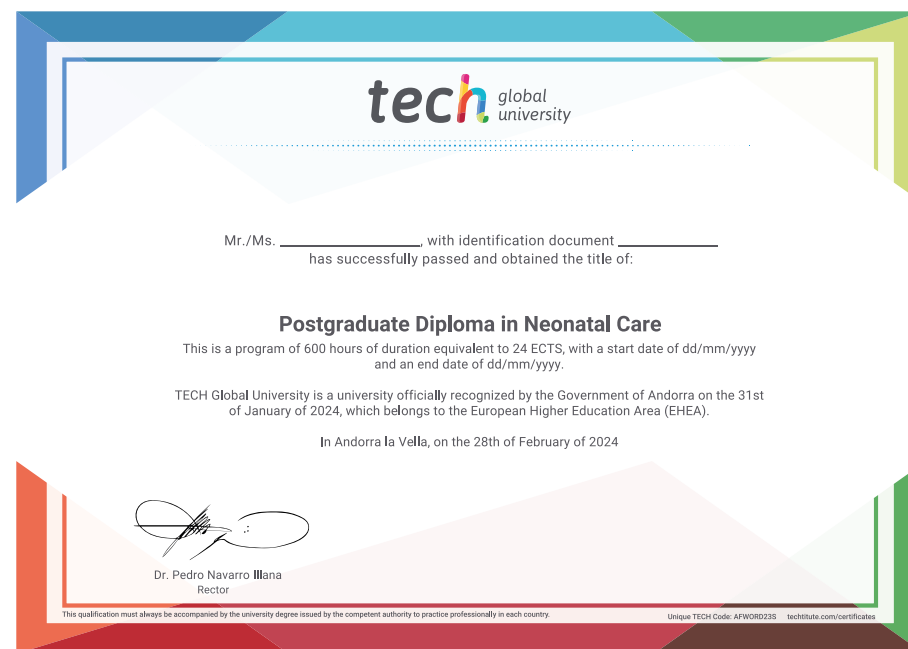 tech global university
Mr./Ms. ____________________, with identification document ______________
has successfully passed and obtained the title of:
Postgraduate Diploma in Neonatal Care
This is a program of 600 hours of duration equivalent to 24 ECTS, with a start date of dd/mm/yyyy
and an end date of dd/mm/yyyy.
TECH Global University is a university officially recognized by the Government of Andorra on the 31st
of January of 2024, which belongs to the European Higher Education Area (EHEA).
In Andorra la Vella, on the 28th of February of 2024
Dr. Pedro Navarro Illana
Rector
This qualification must always be accompanied by the university degree issued by the competent authority to practice professionally in each country.
Unique TECH Code: AFWORD23S techtitute.com/certificates